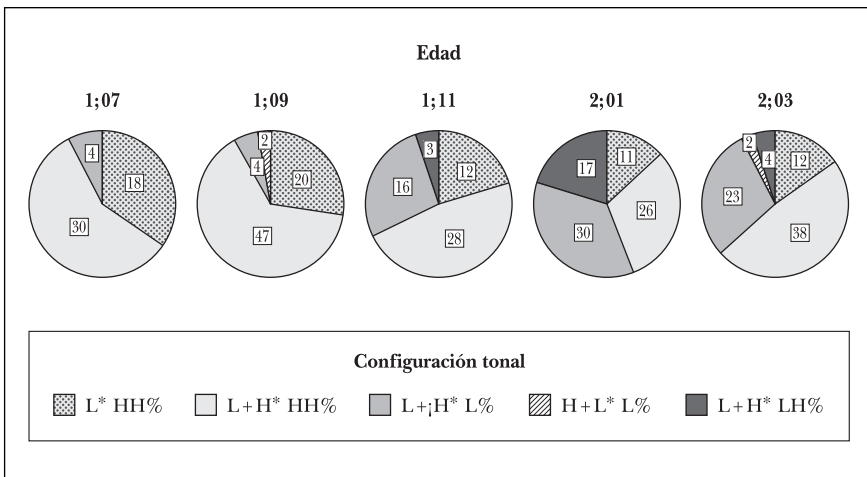 Edad
1;07 1;09 1;11 2;01 2;03
4 18 30
2 4 20 47
3 16 12 28
17 11 30 26
2 4 12 23 38
Configuración tonal
L* HH% L+H* HH% L+¡H* L% H+L* L% L+H* LH%